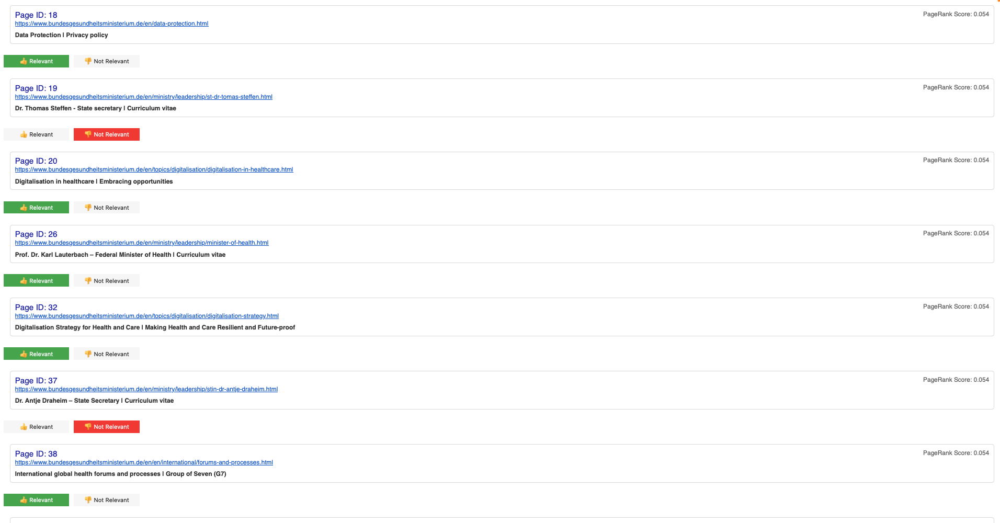 Page ID: 18
PageRank Score: 0.054
https://www.bundesgesundheitsministerium.de/en/data-protection.html
Data Protection | Privacy policy
👍 Relevant
👎 Not Relevant
Page ID: 19
PageRank Score: 0.054
https://www.bundesgesundheitsministerium.de/en/ministry/leadership/st-dr-tomas-steffen.html
Dr. Thomas Steffen - State secretary | Curriculum vitae
👍 Relevant
👎 Not Relevant
Page ID: 20
PageRank Score: 0.054
https://www.bundesgesundheitsministerium.de/en/topics/digitalisation/digitalisation-in-healthcare.html
Digitalisation in healthcare | Embracing opportunities
👍 Relevant
👎 Not Relevant
Page ID: 26
PageRank Score: 0.054
https://www.bundesgesundheitsministerium.de/en/ministry/leadership/minister-of-health.html
Prof. Dr. Karl Lauterbach – Federal Minister of Health | Curriculum vitae
👍 Relevant
👎 Not Relevant
Page ID: 32
PageRank Score: 0.054
https://www.bundesgesundheitsministerium.de/en/topics/digitalisation/digitalisation-strategy.html
Digitalisation Strategy for Health and Care | Making Health and Care Resilient and Future-proof
👍 Relevant
👎 Not Relevant
Page ID: 37
PageRank Score: 0.054
https://www.bundesgesundheitsministerium.de/en/ministry/leadership/stin-dr-antje-draheim.html
Dr. Antje Draheim – State Secretary | Curriculum vitae
👍 Relevant
👎 Not Relevant
Page ID: 38
PageRank Score: 0.054
https://www.bundesgesundheitsministerium.de/en/en/international/forums-and-processes.html
International global health forums and processes | Group of Seven (G7)
👍 Relevant
👎 Not Relevant